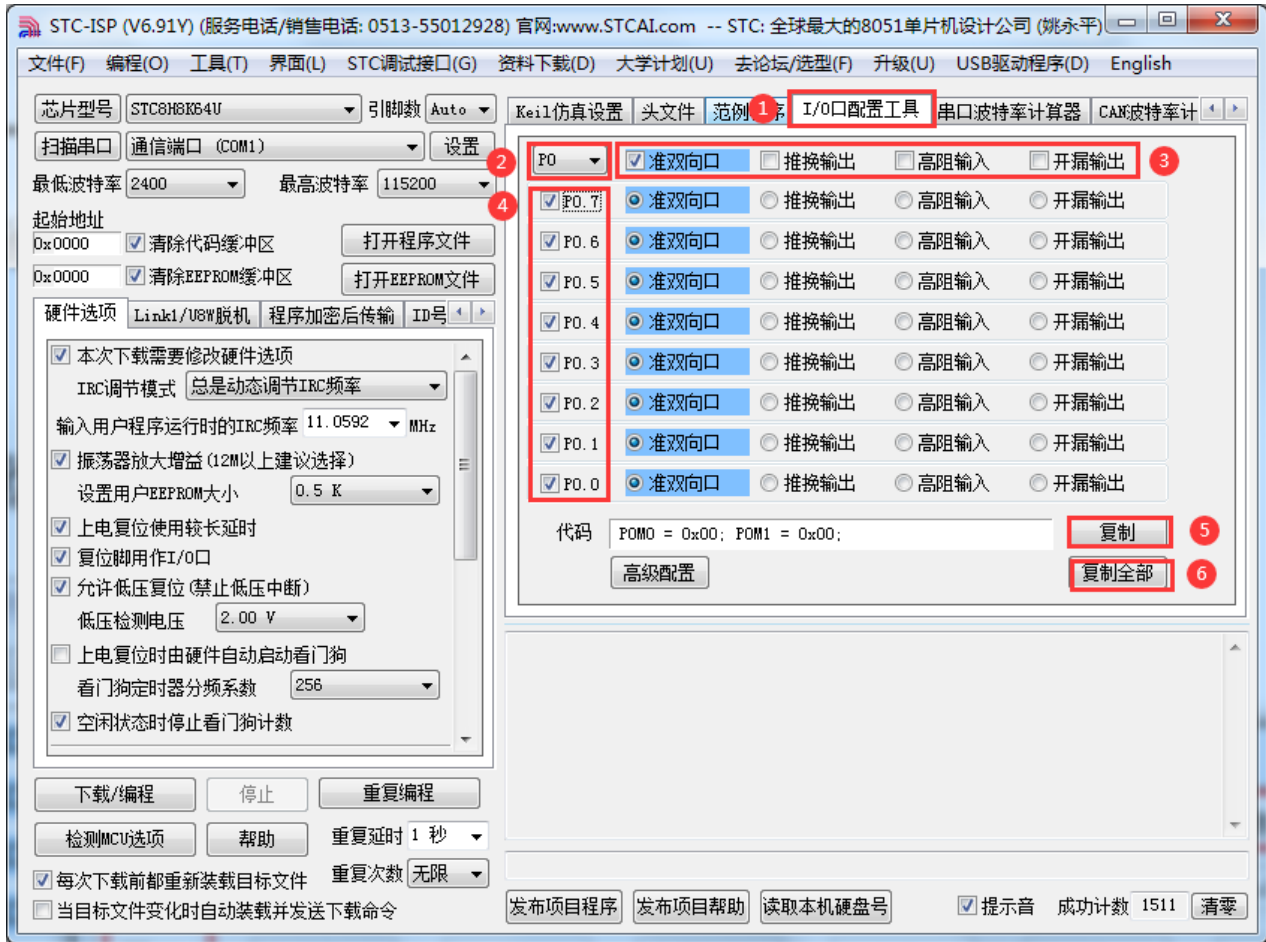 STC-ISP (V6.91Y) (服务电话/销售电话: 0513-55012928) 官网:www.STCAI.com -- STC: 全球最大的8051单片机设计公司 (姚永平)
文件(F) 编程(O) 工具(T) 界面(L) STC调试接口(G) 资料下载(D) 大学计划(U) 去论坛/选型(F) 升级(U) USB驱动程序(D) English
芯片型号 STC8H8K64U 引脚数 Auto
扫描串口 通信端口 (COM1) 设置
最低波特率 2400 最高波特率 115200
起始地址
0x0000 清除代码缓冲区 打开程序文件
0x0000 清除EEPROM缓冲区 打开EEPROM文件
硬件选项 Link1/U8W脱机 程序加密后传输 ID号
本次下载需要修改硬件选项
IRC调节模式 总是动态调节IRC频率
输入用户程序运行时的IRC频率 11.0592 MHz
振荡器放大增益(12M以上建议选择)
设置用户EEPROM大小 0.5 K
上电复位使用较长延时
复位脚用作I/O口
允许低压复位(禁止低压中断)
低压检测电压 2.00 V
上电复位时由硬件自动启动看门狗
看门狗定时器分频系数 256
空闲状态时停止看门狗计数
下载/编程 停止 重复编程
检测MCU选项 帮助 重复延时 1 秒
每次下载前都重新装载目标文件 重复次数 无限
当目标文件变化时自动装载并发送下载命令
Keil仿真设置 头文件 范例 序 1 I/O口配置工具 串口波特率计算器 CAN波特率计
2 P0 准双向口 推挽输出 高阻输入 开漏输出 3
4 P0.7 准双向口 推挽输出 高阻输入 开漏输出
P0.6 准双向口 推挽输出 高阻输入 开漏输出
P0.5 准双向口 推挽输出 高阻输入 开漏输出
P0.4 准双向口 推挽输出 高阻输入 开漏输出
P0.3 准双向口 推挽输出 高阻输入 开漏输出
P0.2 准双向口 推挽输出 高阻输入 开漏输出
P0.1 准双向口 推挽输出 高阻输入 开漏输出
P0.0 准双向口 推挽输出 高阻输入 开漏输出
代码 P0M0 = 0x00; P0M1 = 0x00; 复制 5
高级配置 复制全部 6
发布项目程序 发布项目帮助 读取本机硬盘号 提示音 成功计数 1511 清零